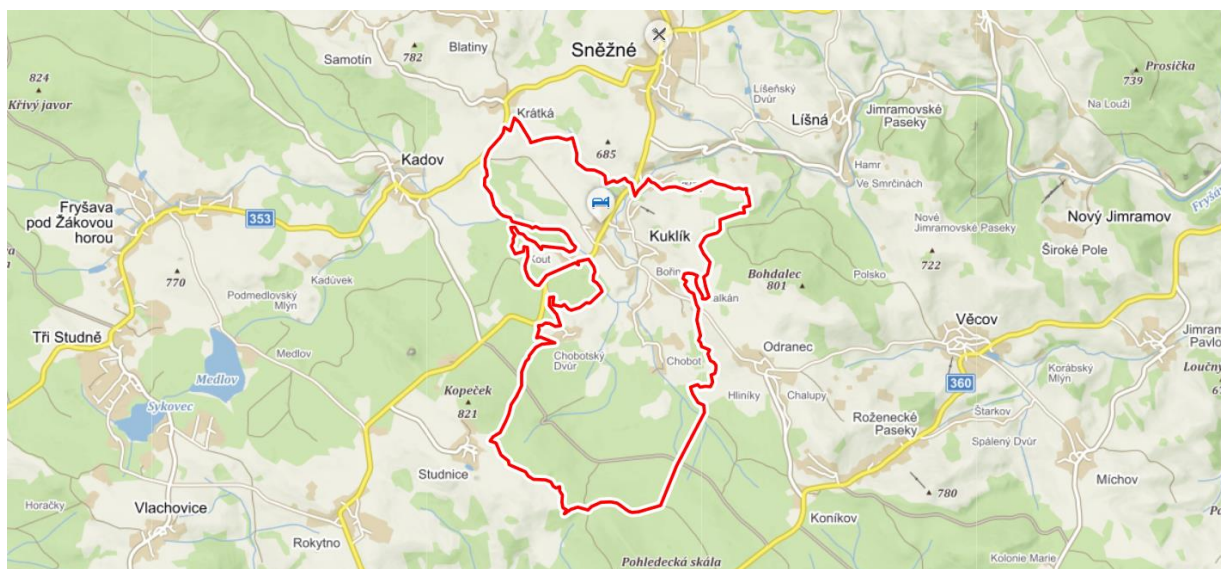 Blatiny
Sněžné
Samotín
782
Prosička
739
824
Křivý javor
Líšeňský
Dvůr
Na Louži
Krátká
Líšná
Jimramovské
Paseky
685
Kadov
Hamr
Ve Smrčinách
Fryšava
pod Žákovou
horou
353
Nový Jimramov
Nové
Jimramovské Paseky
Kuklík
Široké Pole
722
Kout
Bořín
Bohdalec
801
Polsko
770
Kadúvek
Podmedlovský
Mlýn
alkán
Věcov
Tři Studně
Medlov
Odranec
Jimram
Pavlo
Chobotský
Dvůr
Chobot
Korábský
Mlýn
Loučný
Medlov
360
Kopeček
821
Hliníky
Chalupy
Sykovec
Roženecké
Paseky
Štarkov
Spálený Dvůr
Studnice
Míchov
Horačky
Vlachovice
780
Koníkov
Rokytno
Pohledecká skála
Kolonie Marie